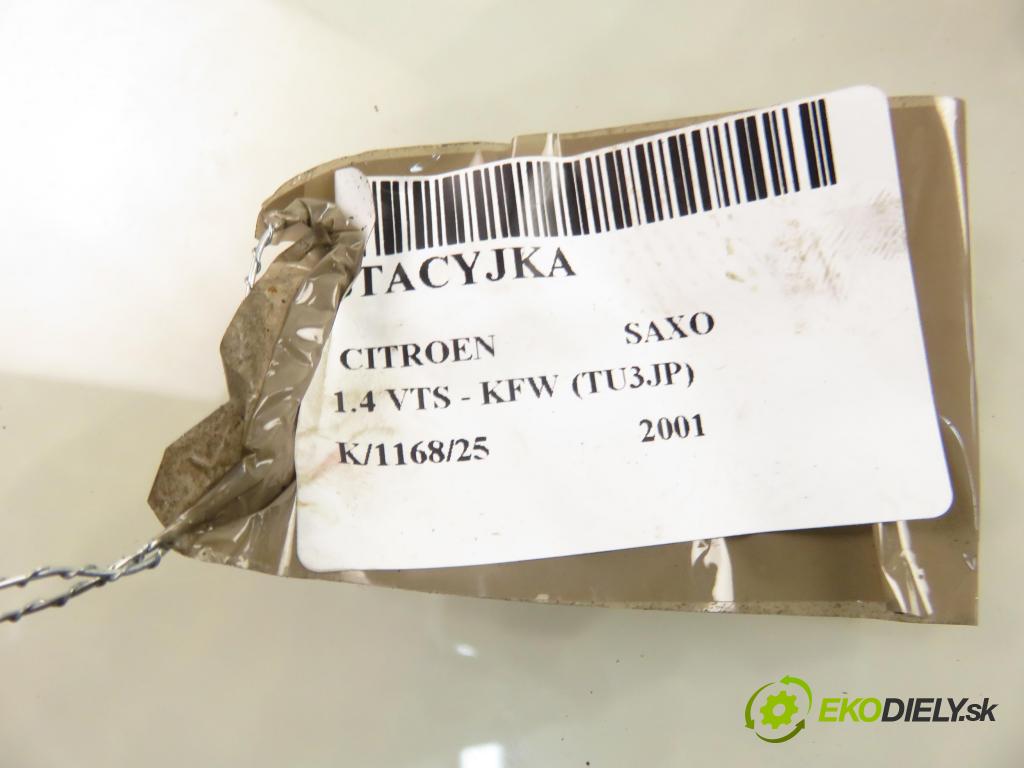 STACYJKA
CITROEN SAXO
1.4 VTS - KFW (TU3JP)
K/1168/25 2001
EKODIELY.sk